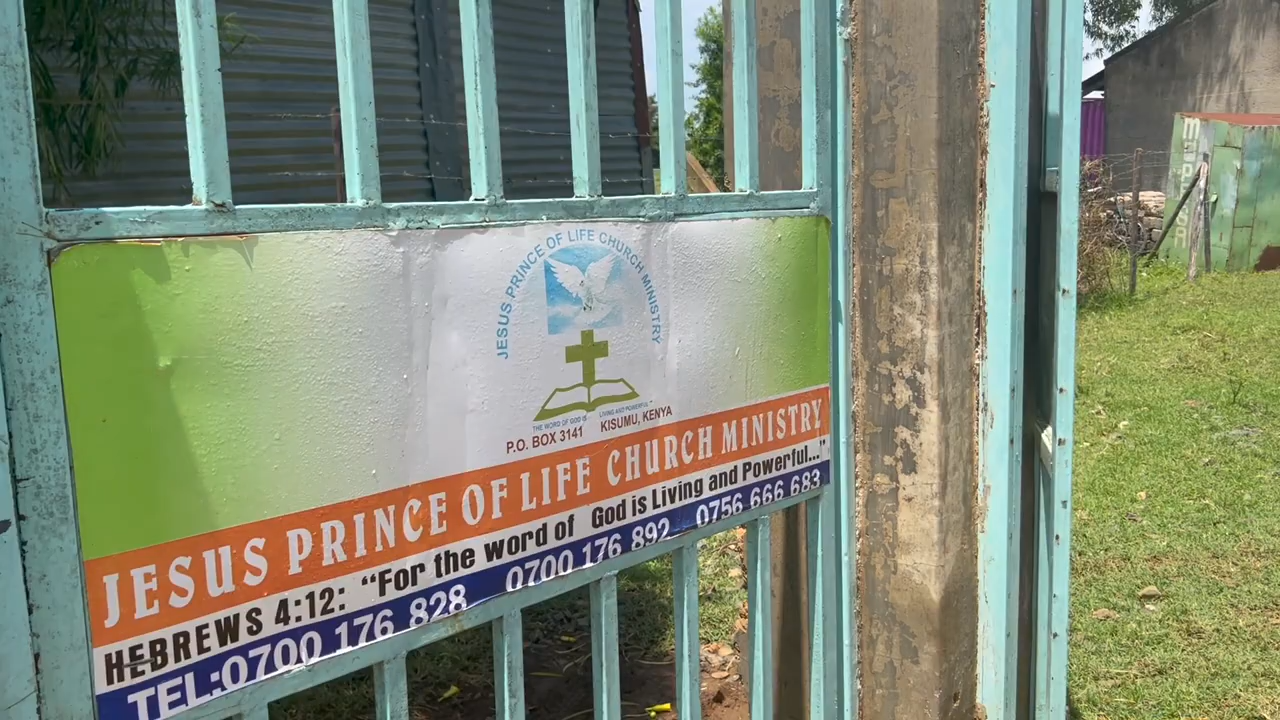 JESUS PRINCE OF LIFE CHURCH MINISTRY
THE WORD OF GOD IS LIVING AND POWERFUL
P.O. BOX 3141 KISUMU, KENYA
JESUS PRINCE OF LIFE CHURCH MINISTRY
HEBREWS 4:12: “For the word of God is Living and Powerful...”
TEL:0700 176 828 0700 176 892 0756 666 683